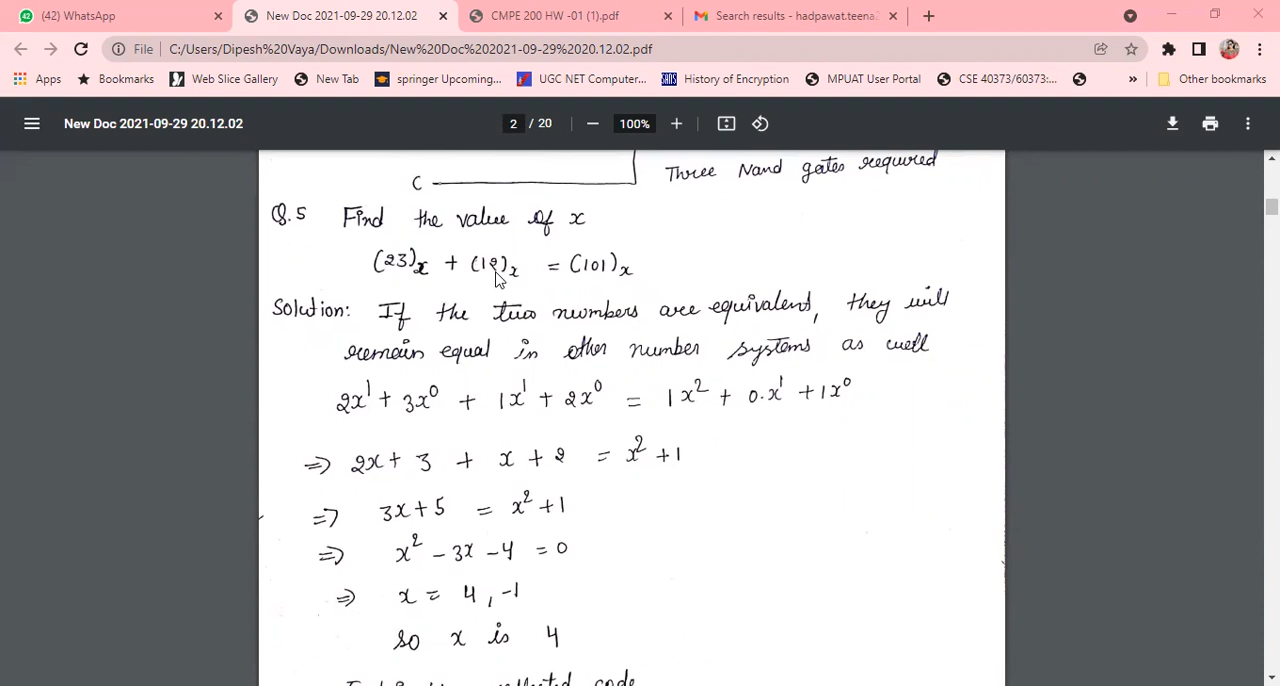 (42) WhatsApp
New Doc 2021-09-29 20.12.02
CMPE 200 HW -01 (1).pdf
Search results - hadpawat.teena
File
C:/Users/Dipesh%20Vaya/Downloads/New%20Doc%202021-09-29%2020.12.02.pdf
Apps
Bookmarks
Web Slice Gallery
New Tab
springer Upcoming...
UGC NET Computer...
History of Encryption
MPUAT User Portal
CSE 40373/60373:...
Other bookmarks
New Doc 2021-09-29 20.12.02
2 / 20
100%
C
Three Nand gates required
Q.5 Find the value of x
(23)x + (12)x = (101)x
Solution: If the two numbers are equivalent, they will
remain equal in other number systems as well
2x¹ + 3x⁰ + 1x¹ + 2x⁰ = 1x² + 0.x¹ + 1x⁰
=> 2x + 3 + x + 2 = x² + 1
=> 3x + 5 = x² + 1
=> x² - 3x - 4 = 0
=> x = 4, -1
so x is 4
code